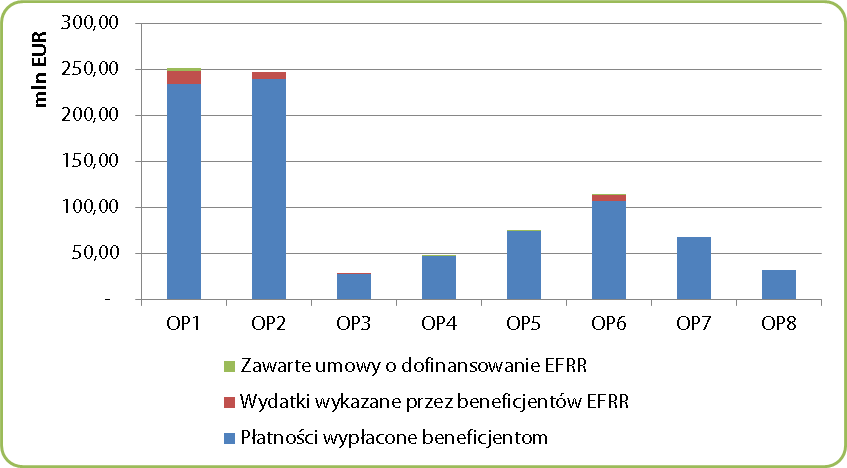 mln EUR
300,00
250,00
200,00
150,00
100,00
50,00
-
OP1 OP2 OP3 OP4 OP5 OP6 OP7 OP8
Zawarte umowy o dofinansowanie EFRR
Wydatki wykazane przez beneficjentów EFRR
Płatności wypłacone beneficjentom